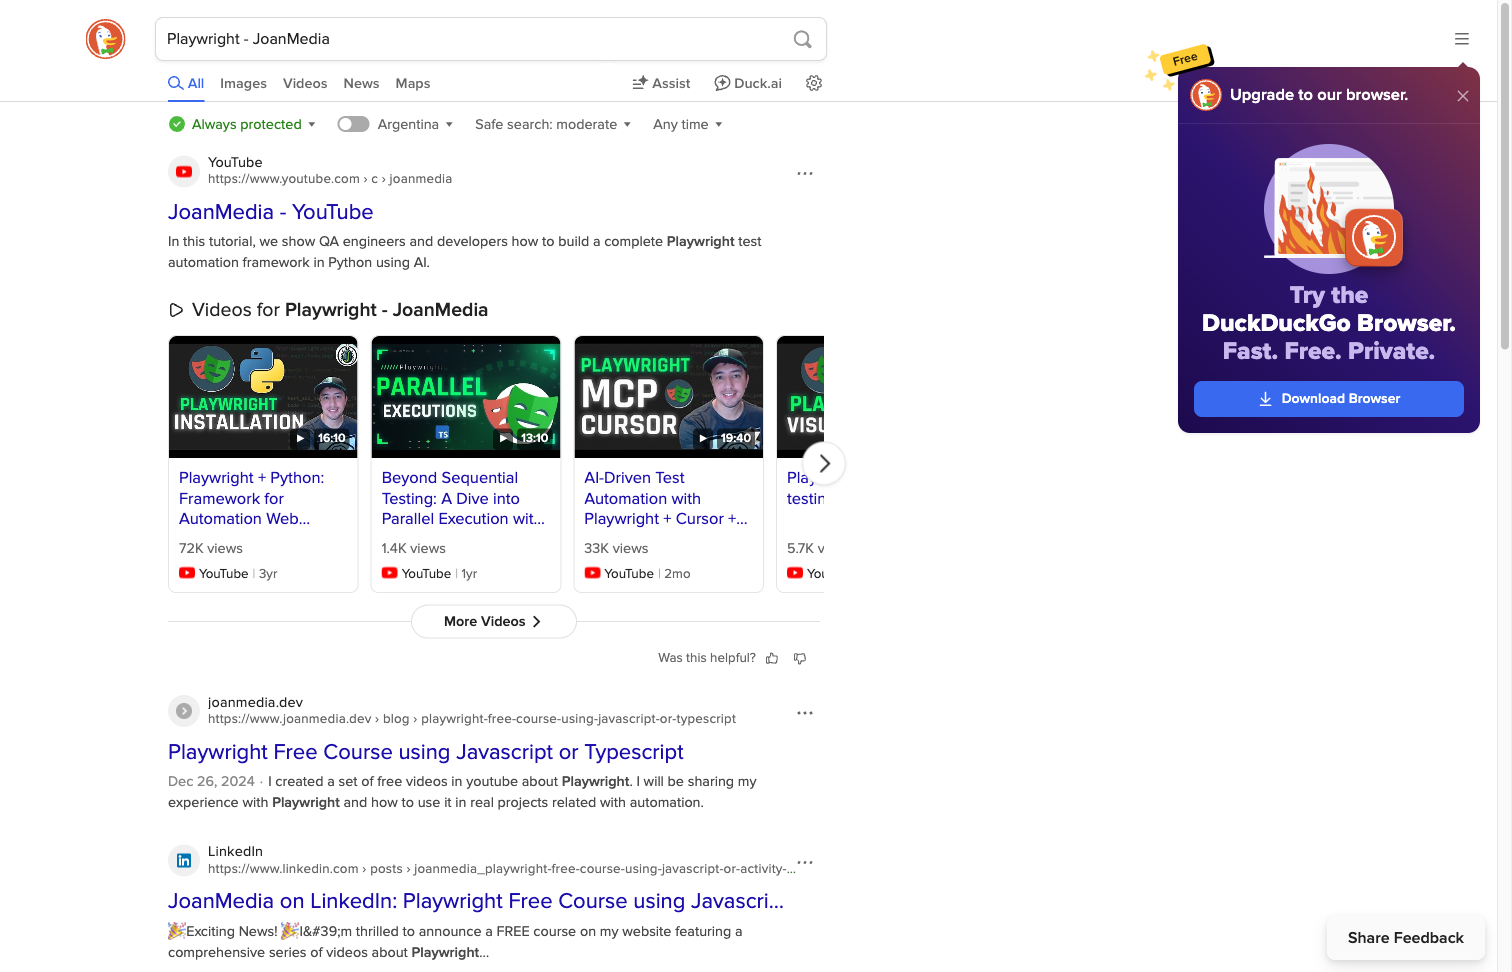 Playwright - JoanMedia
All
Images
Videos
News
Maps
Assist
Duck.ai
Always protected
Argentina
Safe search: moderate
Any time
Free
Upgrade to our browser.
Try the
DuckDuckGo Browser.
Fast. Free. Private.
Download Browser
YouTube
https://www.youtube.com › c › joanmedia
JoanMedia - YouTube
In this tutorial, we show QA engineers and developers how to build a complete Playwright test
automation framework in Python using AI.
Videos for Playwright - JoanMedia
PLAYWRIGHT
INSTALLATION
16:10
Playwright + Python:
Framework for
Automation Web...
72K views
YouTube | 3yr
//////Playwright
PARALLEL
EXECUTIONS
TS
13:10
Beyond Sequential
Testing: A Dive into
Parallel Execution wit...
1.4K views
YouTube | 1yr
PLAYWRIGHT
MCP
CURSOR
19:40
AI-Driven Test
Automation with
Playwright + Cursor +...
33K views
YouTube | 2mo
PLA
VISU
Play
testin
5.7K v
You
More Videos
Was this helpful?
joanmedia.dev
https://www.joanmedia.dev › blog › playwright-free-course-using-javascript-or-typescript
Playwright Free Course using Javascript or Typescript
Dec 26, 2024 · I created a set of free videos in youtube about Playwright. I will be sharing my
experience with Playwright and how to use it in real projects related with automation.
LinkedIn
https://www.linkedin.com › posts › joanmedia_playwright-free-course-using-javascript-or-activity-...
JoanMedia on LinkedIn: Playwright Free Course using Javascri...
🎉Exciting News! 🎉I&#39;m thrilled to announce a FREE course on my website featuring a
comprehensive series of videos about Playwright...
Share Feedback